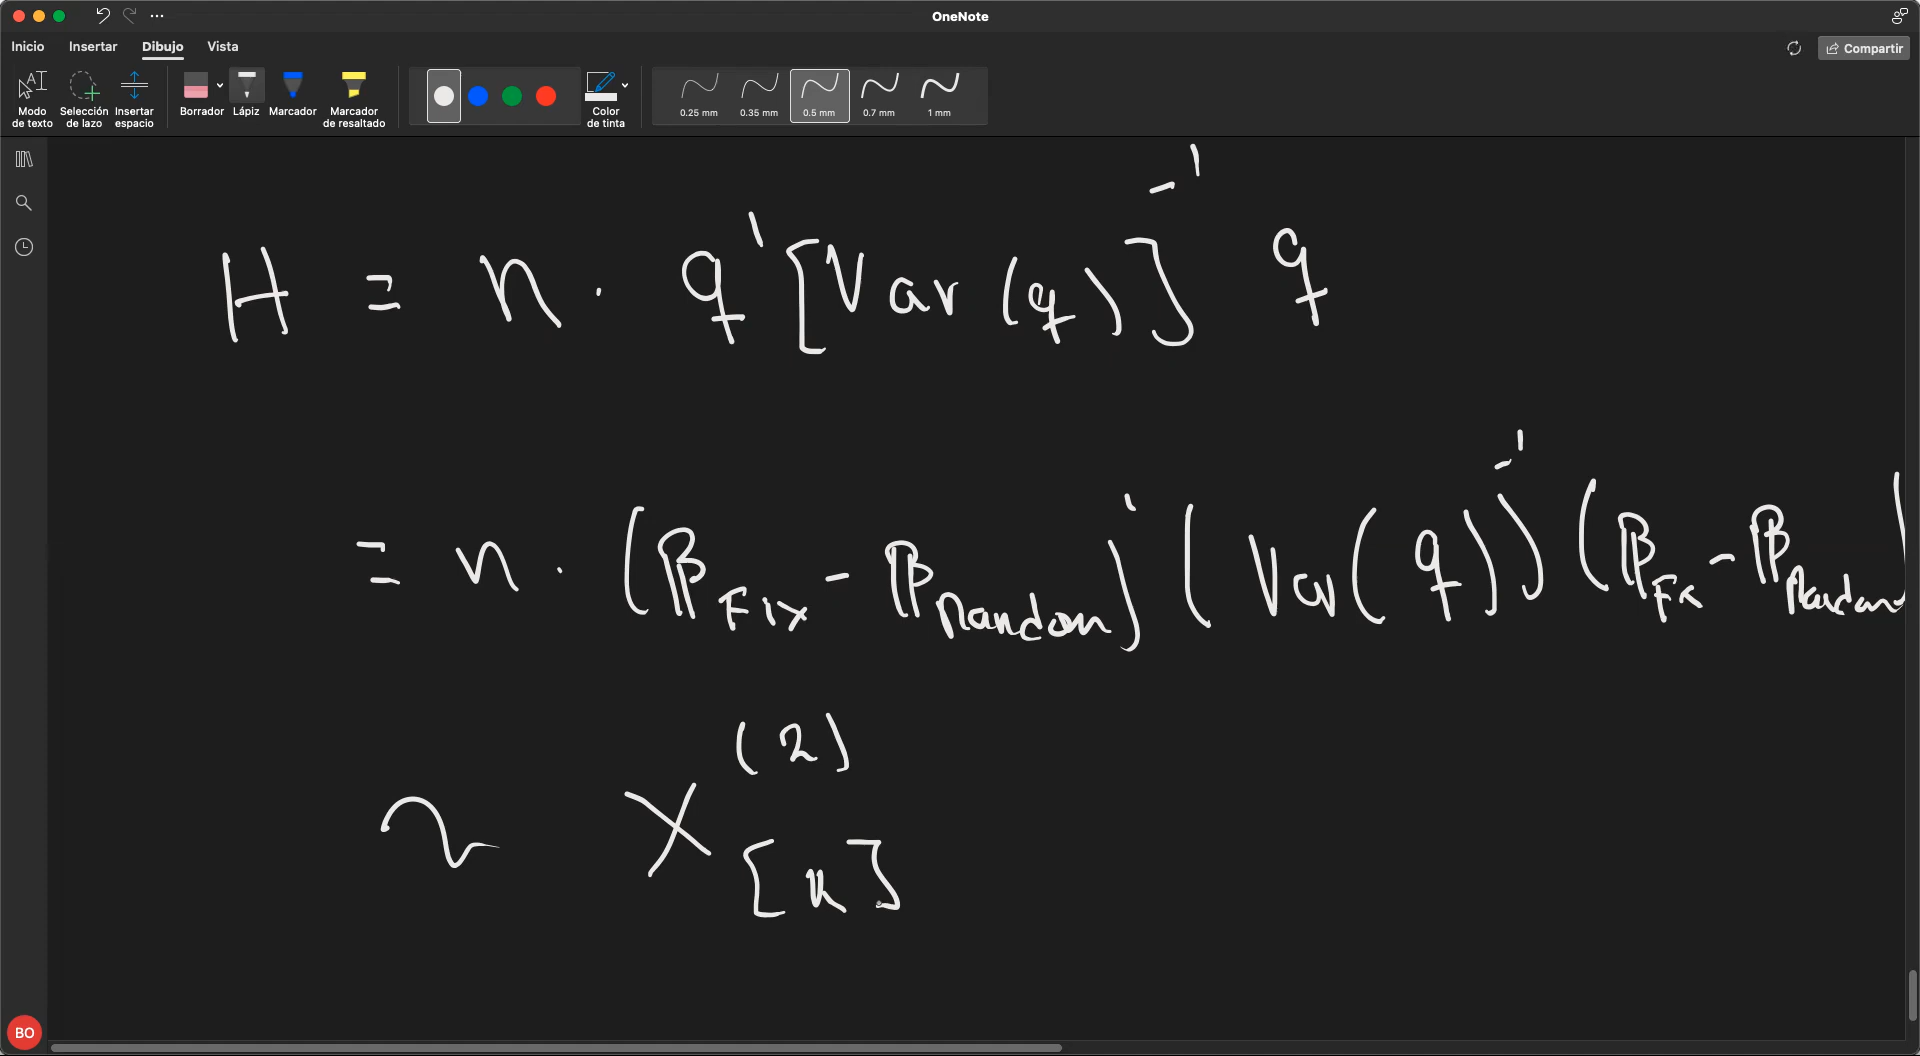 OneNote
Inicio Insertar Dibujo Vista
Compartir
Modo de texto
Selección de lazo
Insertar espacio
Borrador
Lápiz
Marcador
Marcador de resaltado
Color de tinta
0.25 mm
0.35 mm
0.5 mm
0.7 mm
1 mm
H = n · q' [Var(q)]⁻¹ q
= n · (β_Fix - β_Random)' (Var(q))⁻¹ (β_Fix - β_Random)
~ X^(2)_[k]
BO